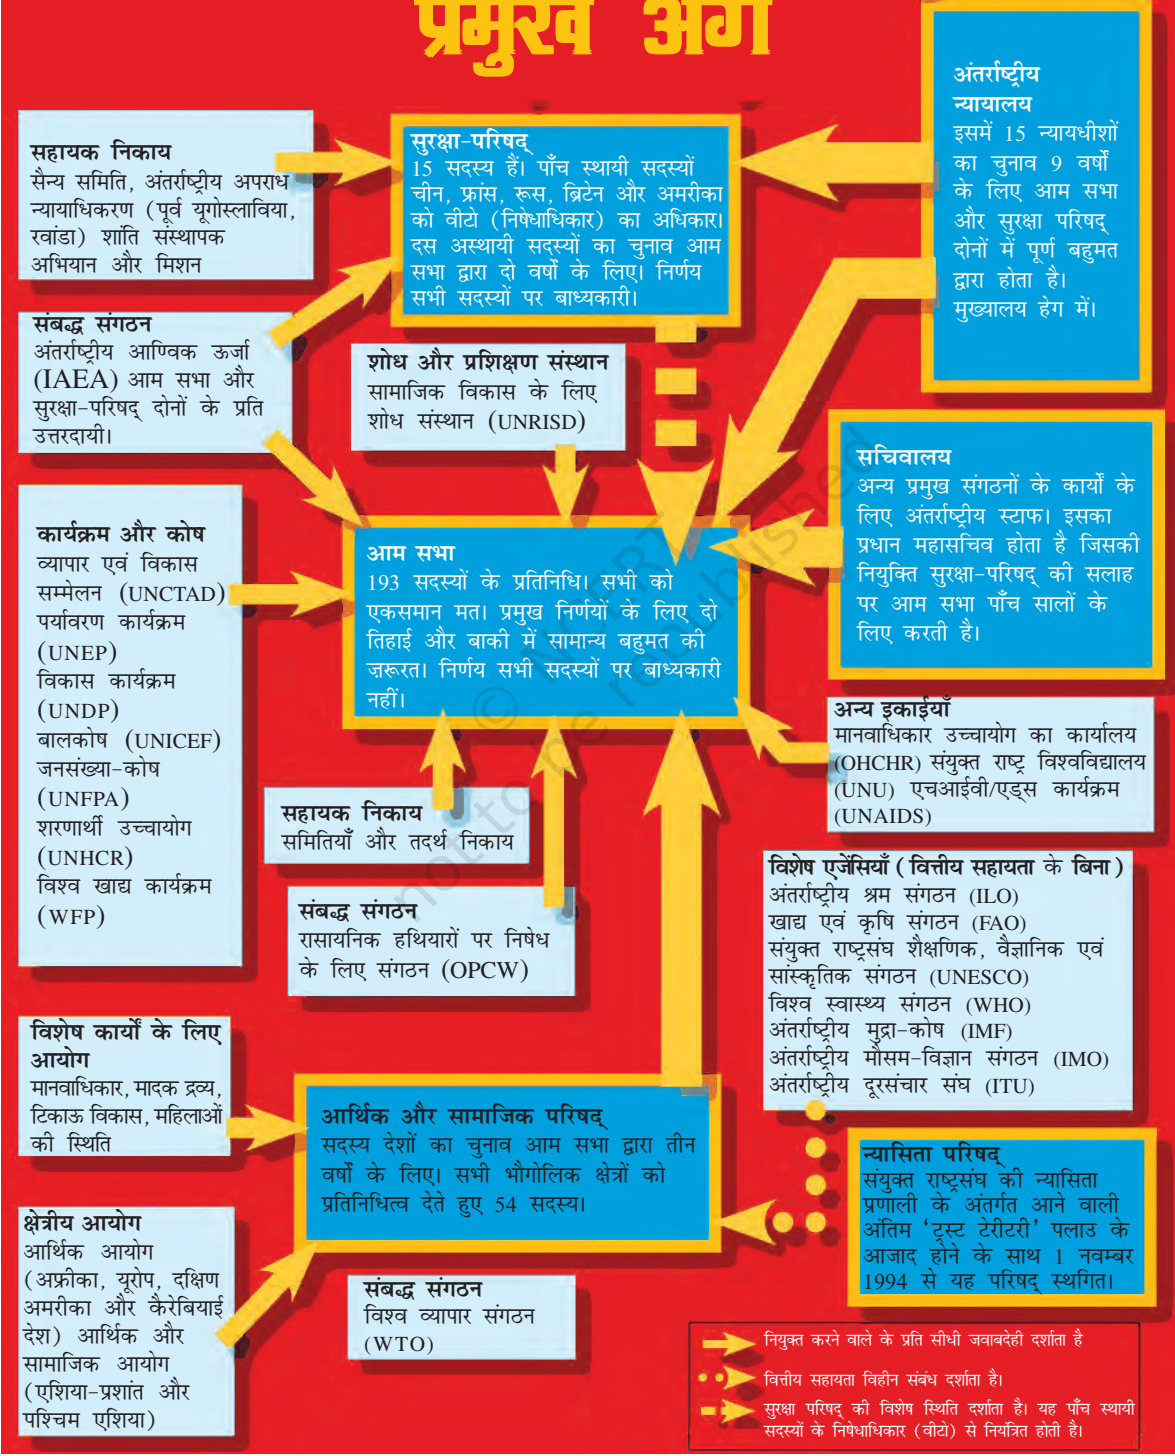 प्रमुख अंग
सहायक निकाय
सैन्य समिति, अंतर्राष्ट्रीय अपराध
न्यायाधिकरण (पूर्व यूगोस्लाविया,
रवांडा) शांति संस्थापक
अभियान और मिशन
सुरक्षा-परिषद्
15 सदस्य हैं। पाँच स्थायी सदस्यों
चीन, फ्रांस, रूस, ब्रिटेन और अमरीका
को वीटो (निषेधाधिकार) का अधिकार।
दस अस्थायी सदस्यों का चुनाव आम
सभा द्वारा दो वर्षों के लिए। निर्णय
सभी सदस्यों पर बाध्यकारी।
अंतर्राष्ट्रीय
न्यायालय
इसमें 15 न्यायधीशों
का चुनाव 9 वर्षों
के लिए आम सभा
और सुरक्षा परिषद्
दोनों में पूर्ण बहुमत
द्वारा होता है।
मुख्यालय हेग में।
संबद्ध संगठन
अंतर्राष्ट्रीय आण्विक ऊर्जा
(IAEA) आम सभा और
सुरक्षा-परिषद् दोनों के प्रति
उत्तरदायी।
शोध और प्रशिक्षण संस्थान
सामाजिक विकास के लिए
शोध संस्थान (UNRISD)
सचिवालय
अन्य प्रमुख संगठनों के कार्यों के
लिए अंतर्राष्ट्रीय स्टाफ। इसका
प्रधान महासचिव होता है जिसकी
नियुक्ति सुरक्षा-परिषद् की सलाह
पर आम सभा पाँच सालों के
लिए करती है।
कार्यक्रम और कोष
व्यापार एवं विकास
सम्मेलन (UNCTAD)
पर्यावरण कार्यक्रम
(UNEP)
विकास कार्यक्रम
(UNDP)
बालकोष (UNICEF)
जनसंख्या-कोष
(UNFPA)
शरणार्थी उच्चायोग
(UNHCR)
विश्व खाद्य कार्यक्रम
(WFP)
आम सभा
193 सदस्यों के प्रतिनिधि। सभी को
एकसमान मत। प्रमुख निर्णयों के लिए दो
तिहाई और बाकी में सामान्य बहुमत की
ज़रूरत। निर्णय सभी सदस्यों पर बाध्यकारी
नहीं।
अन्य इकाईयाँ
मानवाधिकार उच्चायोग का कार्यालय
(OHCHR) संयुक्त राष्ट्र विश्वविद्यालय
(UNU) एचआईवी/एड्स कार्यक्रम
(UNAIDS)
सहायक निकाय
समितियाँ और तदर्थ निकाय
संबद्ध संगठन
रासायनिक हथियारों पर निषेध
के लिए संगठन (OPCW)
विशेष एजेंसियाँ (वित्तीय सहायता के बिना)
अंतर्राष्ट्रीय श्रम संगठन (ILO)
खाद्य एवं कृषि संगठन (FAO)
संयुक्त राष्ट्रसंघ शैक्षणिक, वैज्ञानिक एवं
सांस्कृतिक संगठन (UNESCO)
विश्व स्वास्थ्य संगठन (WHO)
अंतर्राष्ट्रीय मुद्रा-कोष (IMF)
अंतर्राष्ट्रीय मौसम-विज्ञान संगठन (IMO)
अंतर्राष्ट्रीय दूरसंचार संघ (ITU)
विशेष कार्यों के लिए
आयोग
मानवाधिकार, मादक द्रव्य,
टिकाऊ विकास, महिलाओं
की स्थिति
आर्थिक और सामाजिक परिषद्
सदस्य देशों का चुनाव आम सभा द्वारा तीन
वर्षों के लिए। सभी भौगोलिक क्षेत्रों को
प्रतिनिधित्व देते हुए 54 सदस्य।
न्यासिता परिषद्
संयुक्त राष्ट्रसंघ की न्यासिता
प्रणाली के अंतर्गत आने वाली
अंतिम ‘ट्रस्ट टेरीटरी’ पलाउ के
आजाद होने के साथ 1 नवम्बर
1994 से यह परिषद् स्थगित।
क्षेत्रीय आयोग
आर्थिक आयोग
(अफ्रीका, यूरोप, दक्षिण
अमरीका और कैरेबियाई
देश) आर्थिक और
सामाजिक आयोग
(एशिया-प्रशांत और
पश्चिम एशिया)
संबद्ध संगठन
विश्व व्यापार संगठन
(WTO)
नियुक्त करने वाले के प्रति सीधी जवाबदेही दर्शाता है
वित्तीय सहायता विहीन संबंध दर्शाता है।
सुरक्षा परिषद् की विशेष स्थिति दर्शाता है। यह पाँच स्थायी
सदस्यों के निषेधाधिकार (वीटो) से नियंत्रित होती है।
© NCERT
not to be republished